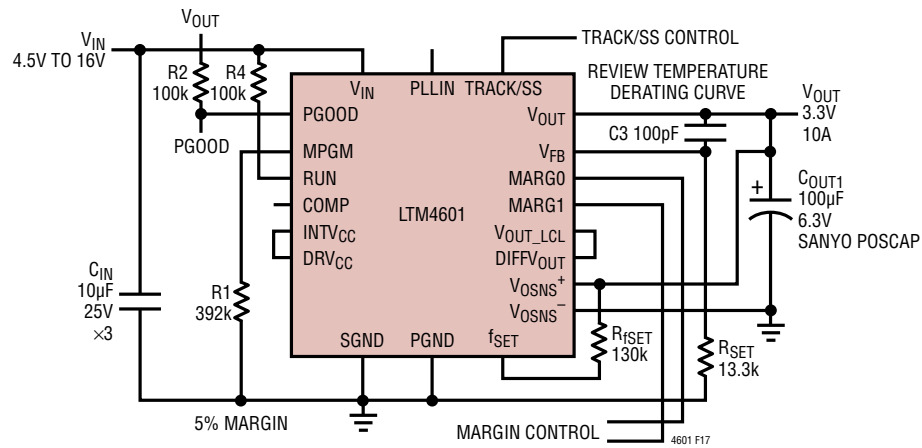 VOUT
VIN
4.5V TO 16V
R2
100k
R4
100k
PGOOD
TRACK/SS CONTROL
REVIEW TEMPERATURE
DERATING CURVE
VIN
PLLIN
TRACK/SS
PGOOD
MPGM
RUN
COMP
INTVCC
DRVCC
LTM4601
VOUT
VFB
MARG0
MARG1
VOUT_LCL
DIFFVOUT
VOSNS+
VOSNS–
SGND
PGND
fSET
C3 100pF
VOUT
3.3V
10A
+
COUT1
100µF
6.3V
SANYO POSCAP
CIN
10µF
25V
×3
R1
392k
RfSET
130k
RSET
13.3k
5% MARGIN
MARGIN CONTROL
4601 F17